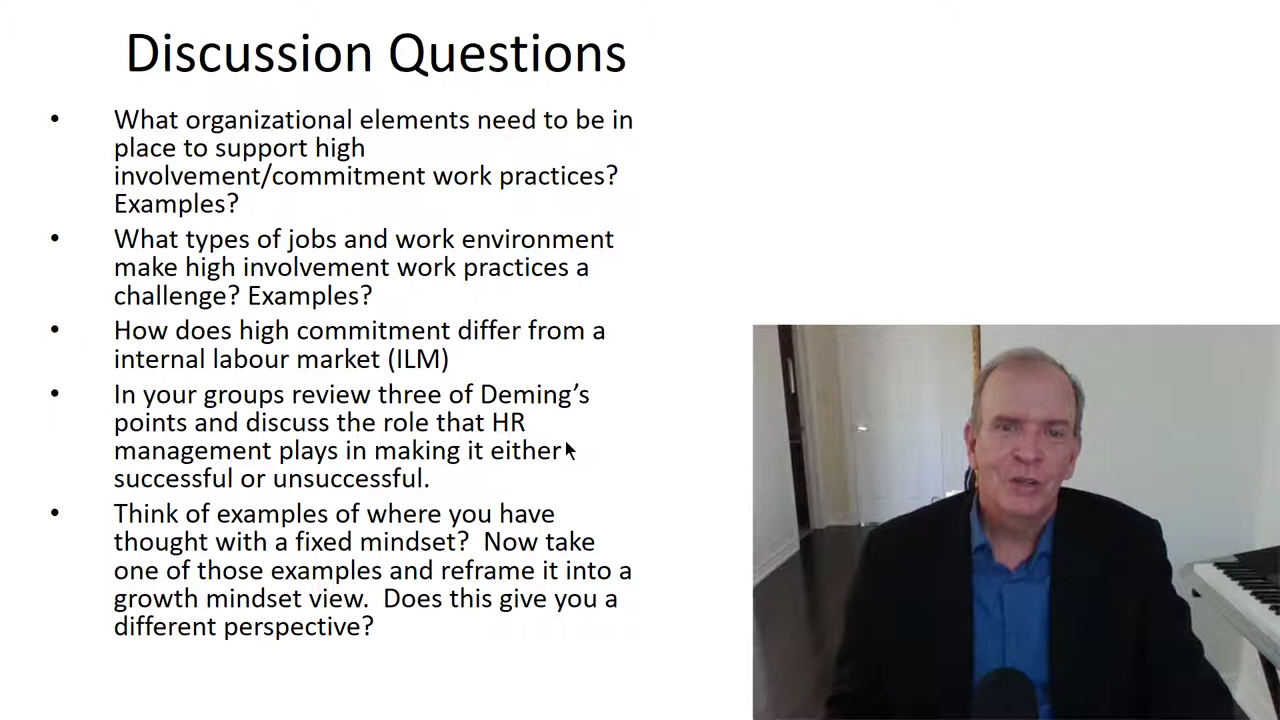 Discussion Questions
• What organizational elements need to be in
place to support high
involvement/commitment work practices?
Examples?
• What types of jobs and work environment
make high involvement work practices a
challenge? Examples?
• How does high commitment differ from a
internal labour market (ILM)
• In your groups review three of Deming’s
points and discuss the role that HR
management plays in making it either
successful or unsuccessful.
• Think of examples of where you have
thought with a fixed mindset?  Now take
one of those examples and reframe it into a
growth mindset view.  Does this give you a
different perspective?